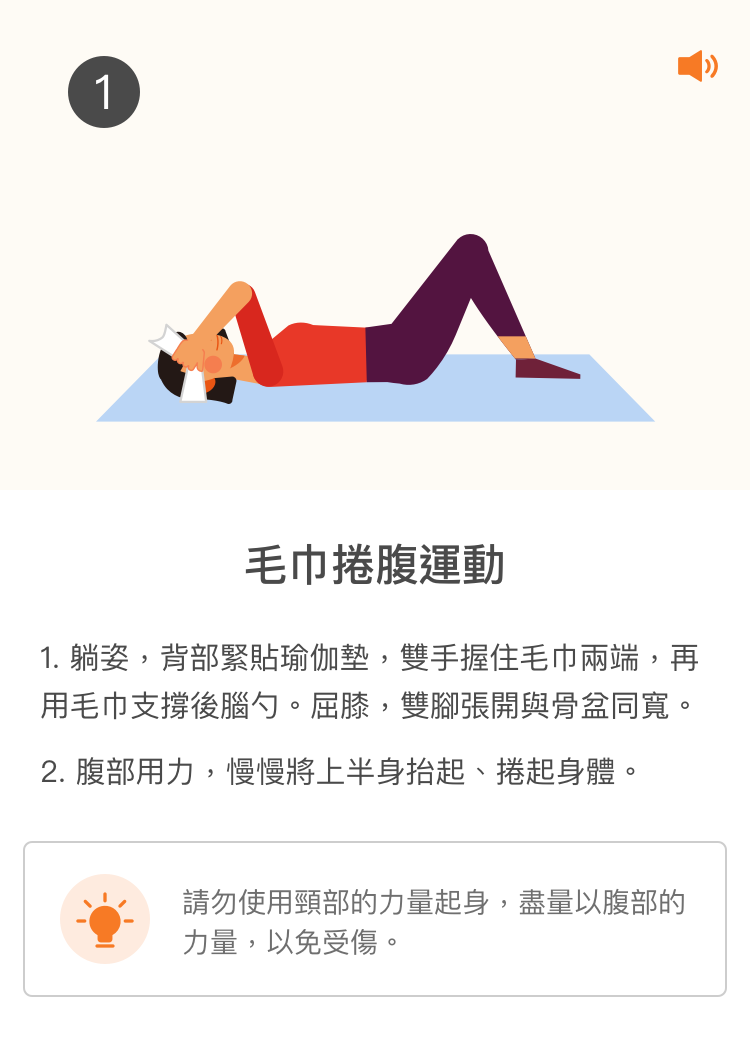 1
毛巾捲腹運動
1. 躺姿，背部緊貼瑜伽墊，雙手握住毛巾兩端，再
用毛巾支撐後腦勺。屈膝，雙腳張開與骨盆同寬。
2. 腹部用力，慢慢將上半身抬起、捲起身體。
請勿使用頸部的力量起身，盡量以腹部的
力量，以免受傷。